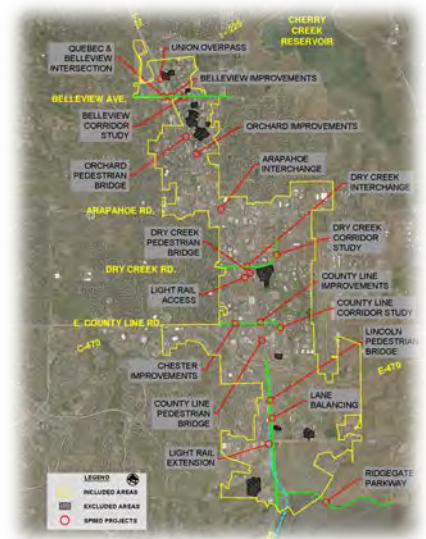 CHERRY
CREEK
RESERVOIR
I-225
UNION OVERPASS
QUEBEC &
BELLEVIEW
INTERSECTION
BELLEVIEW IMPROVEMENTS
BELLEVIEW AVE.
BELLEVIEW
CORRIDOR
STUDY
ORCHARD IMPROVEMENTS
ORCHARD
PEDESTRIAN
BRIDGE
ARAPAHOE
INTERCHANGE
DRY CREEK
INTERCHANGE
ARAPAHOE RD.
DRY CREEK
PEDESTRIAN
BRIDGE
DRY CREEK
CORRIDOR
STUDY
DRY CREEK RD.
COUNTY LINE
IMPROVEMENTS
LIGHT RAIL
ACCESS
COUNTY LINE
CORRIDOR STUDY
E. COUNTY LINE RD.
C-470
LINCOLN
PEDESTRIAN
BRIDGE
CHESTER
IMPROVEMENTS
E-470
COUNTY LINE
PEDESTRIAN
BRIDGE
LANE
BALANCING
LIGHT RAIL
EXTENSION
RIDGEGATE
PARKWAY
LEGEND
INCLUDED AREAS
EXCLUDED AREAS
SPIMD PROJECTS